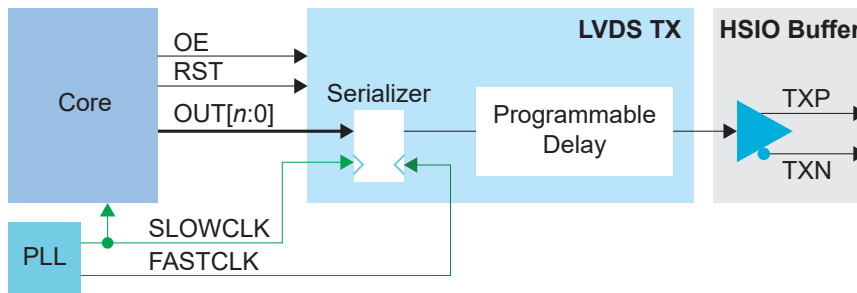 LVDS TX
HSIO Buffer
OE
RST
Core
OUT[n:0]
Serializer
Programmable
Delay
TXP
TXN
PLL
SLOWCLK
FASTCLK